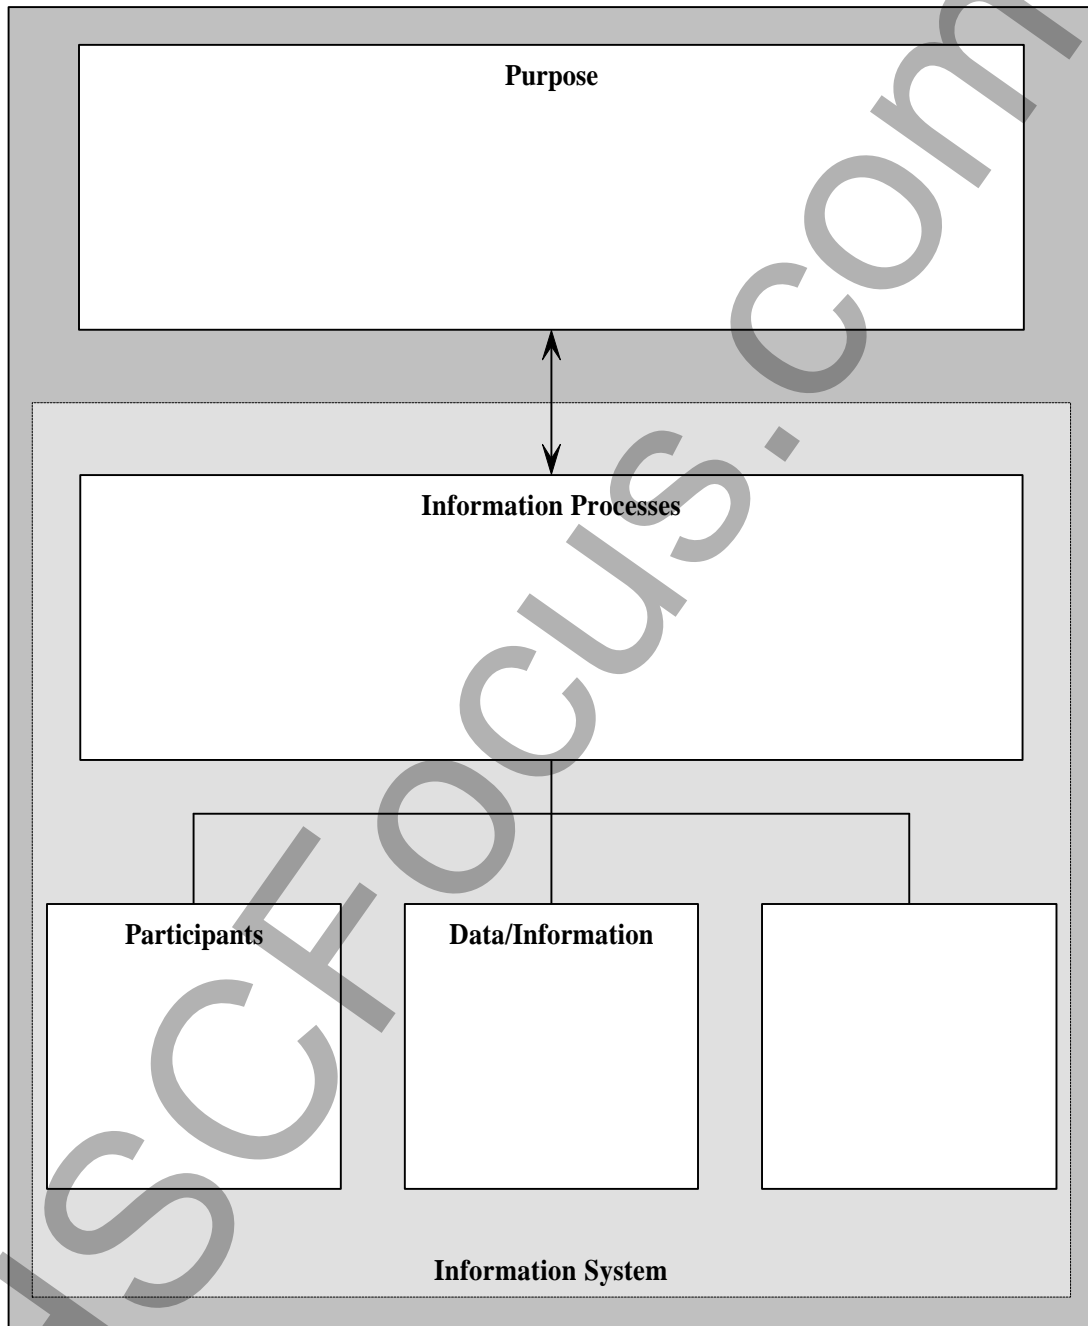 Purpose
Information Processes
Participants
Data/Information
Information System
HSCFocus.com